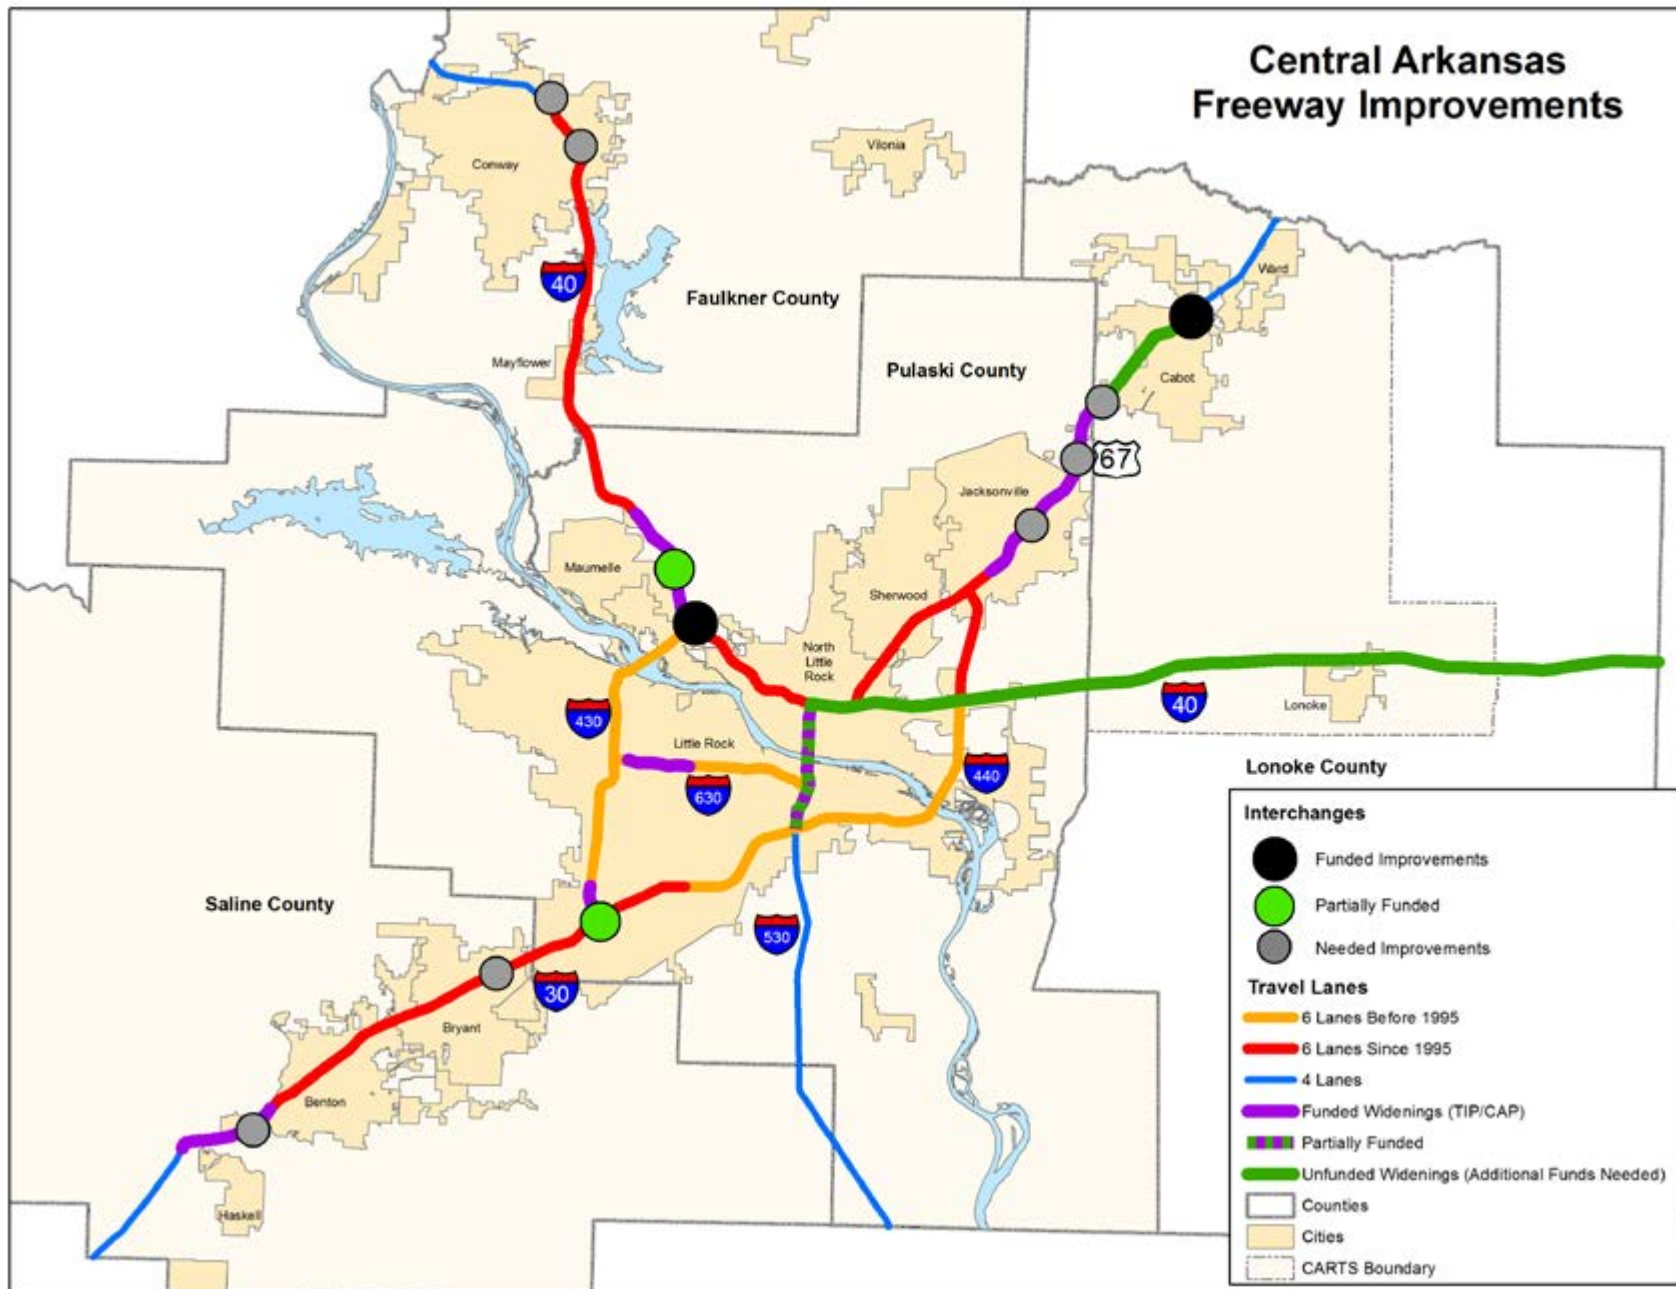 Central Arkansas
Freeway Improvements
Vilonia
Conway
Ward
40
Faulkner County
Mayflower
Pulaski County
Cabot
67
Jacksonville
Maumelle
Sherwood
North
Little
Rock
430
40
Lonoke
Little Rock
630
440
Lonoke County
Saline County
530
30
Bryant
Benton
Haskell
Interchanges
Funded Improvements
Partially Funded
Needed Improvements
Travel Lanes
6 Lanes Before 1995
6 Lanes Since 1995
4 Lanes
Funded Widenings (TIP/CAP)
Partially Funded
Unfunded Widenings (Additional Funds Needed)
Counties
Cities
CARTS Boundary